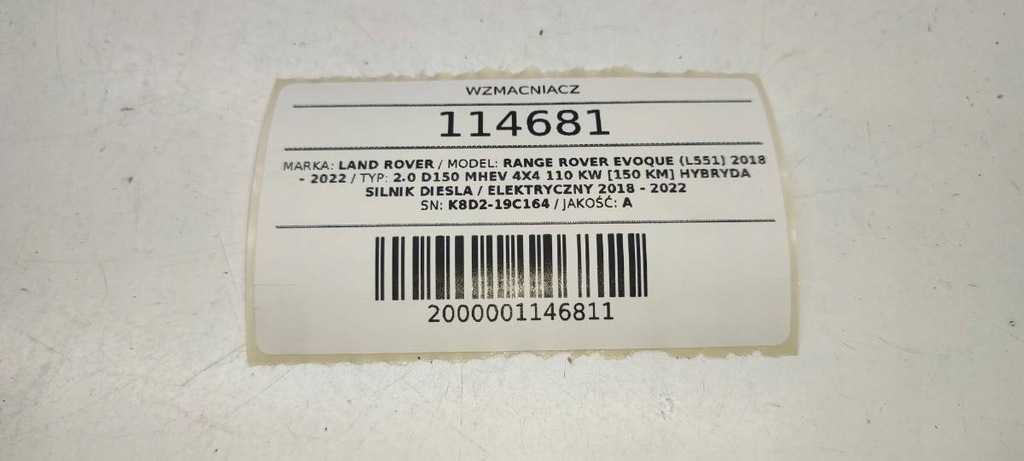 WZMACNIACZ
114681
MARKA: LAND ROVER / MODEL: RANGE ROVER EVOQUE (L551) 2018
- 2022 / TYP: 2.0 D150 MHEV 4X4 110 KW [150 KM] HYBRYDA
SILNIK DIESLA / ELEKTRYCZNY 2018 - 2022
SN: K8D2-19C164 / JAKOŚĆ: A
2000001146811